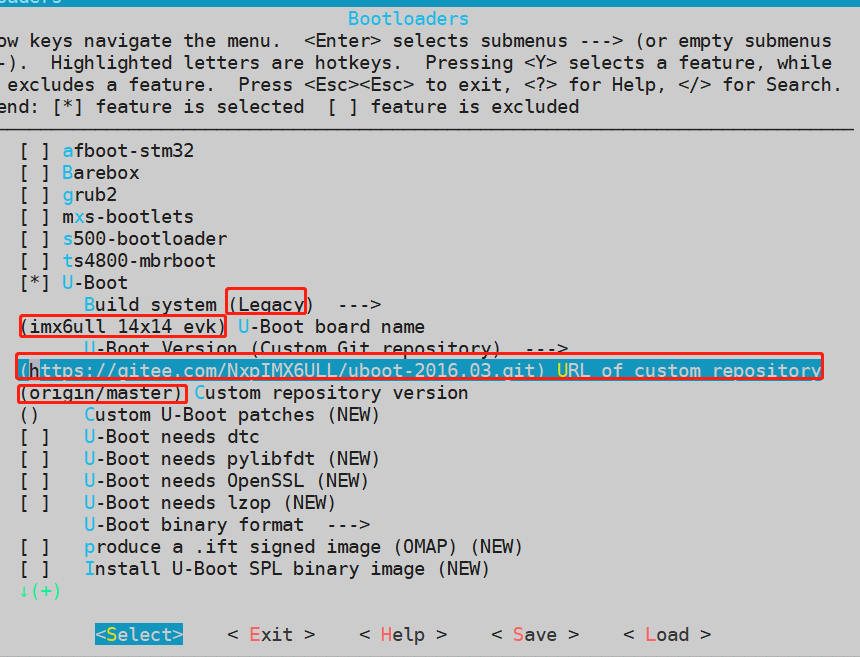 Bootloaders
ow keys navigate the menu.  <Enter> selects submenus ---> (or empty submenus
-).  Highlighted letters are hotkeys.  Pressing <Y> selects a feature, while
excludes a feature.  Press <Esc><Esc> to exit, <?> for Help, </> for Search.
end: [*] feature is selected  [ ] feature is excluded
[ ] afboot-stm32
[ ] Barebox
[ ] grub2
[ ] mxs-bootlets
[ ] s500-bootloader
[ ] ts4800-mbrboot
[*] U-Boot
Build system (Legacy)  --->
(imx6ull_14x14_evk) U-Boot board name
U-Boot Version (Custom Git repository)  --->
(https://gitee.com/NxpIMX6ULL/uboot-2016.03.git) URL of custom repository
(origin/master) Custom repository version
()    Custom U-Boot patches (NEW)
[ ]   U-Boot needs dtc
[ ]   U-Boot needs pylibfdt (NEW)
[ ]   U-Boot needs OpenSSL (NEW)
[ ]   U-Boot needs lzop (NEW)
U-Boot binary format  --->
[ ]   produce a .ift signed image (OMAP) (NEW)
[ ]   Install U-Boot SPL binary image (NEW)
↓(+)
<Select>    < Exit >    < Help >    < Save >    < Load >